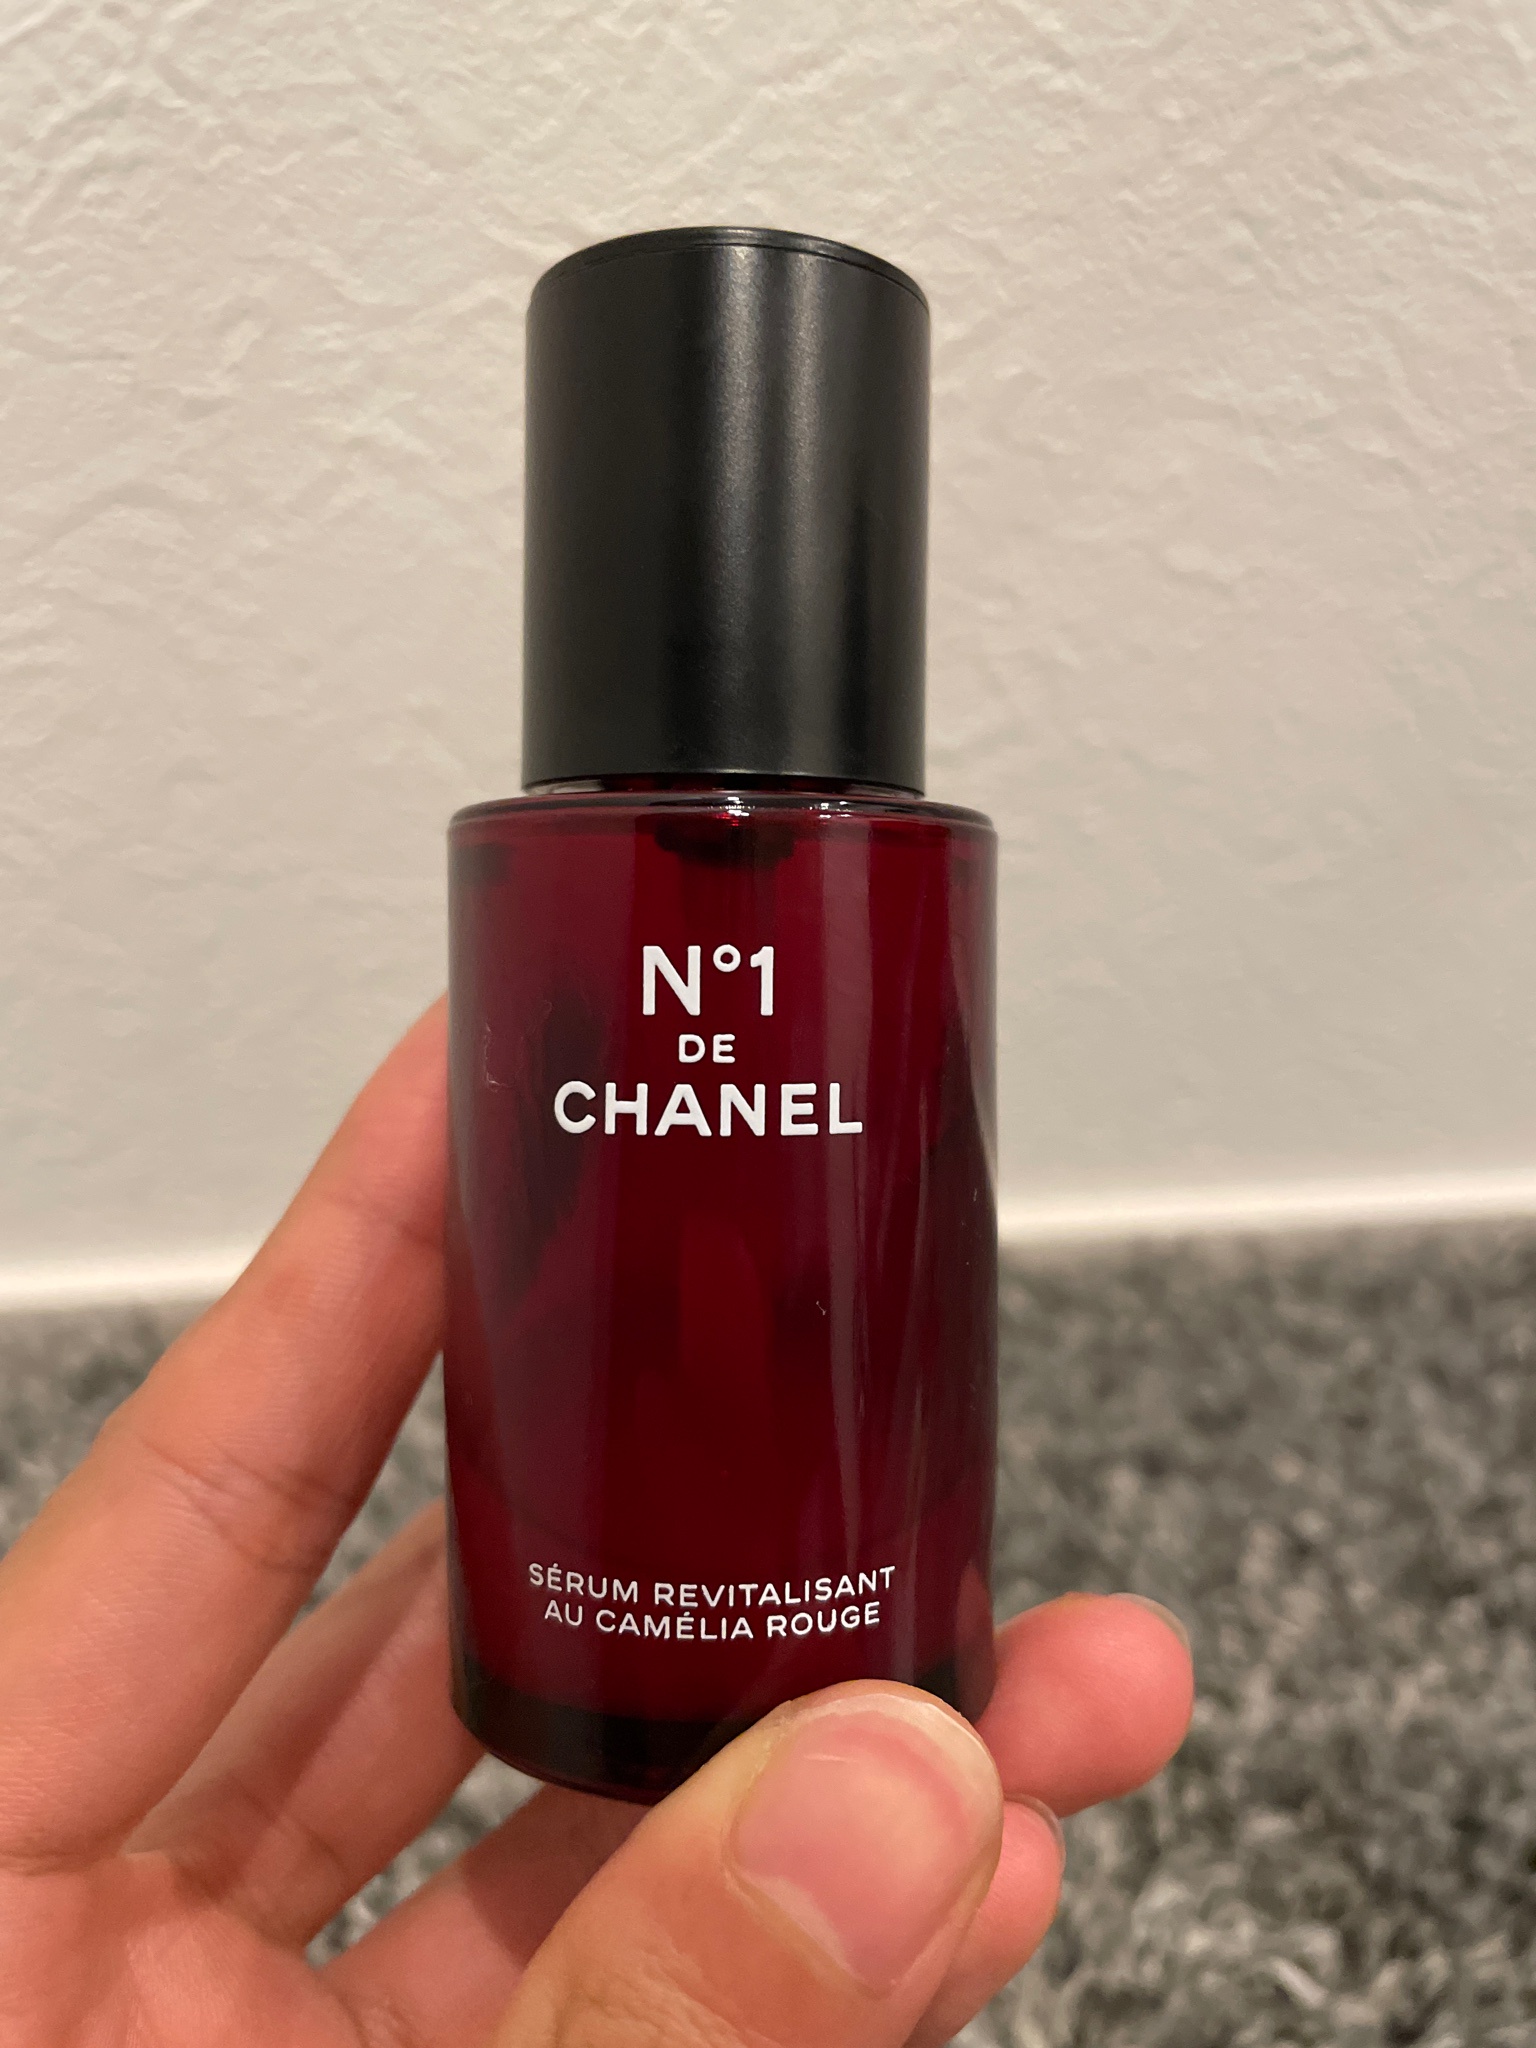 N°1
DE
CHANEL
SÉRUM REVITALISANT
AU CAMÉLIA ROUGE